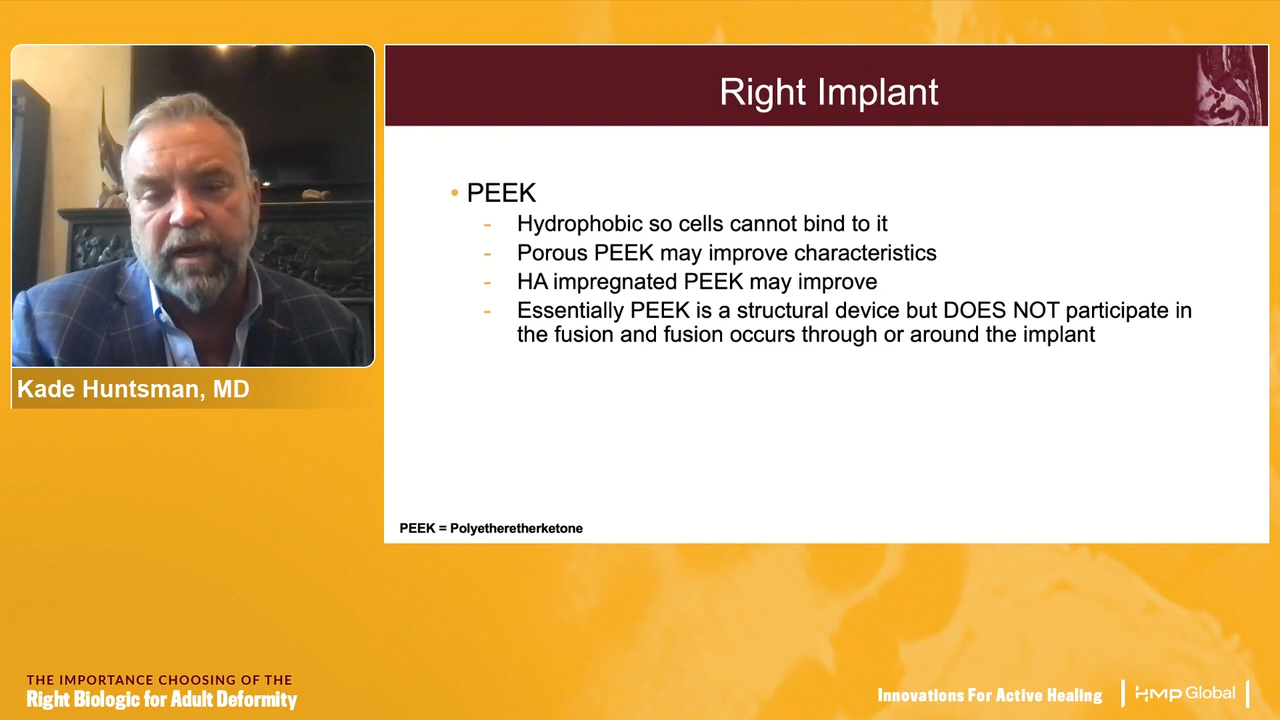 Right Implant
• PEEK
- Hydrophobic so cells cannot bind to it
- Porous PEEK may improve characteristics
- HA impregnated PEEK may improve
- Essentially PEEK is a structural device but DOES NOT participate in
the fusion and fusion occurs through or around the implant
PEEK = Polyetheretherketone
Kade Huntsman, MD
THE IMPORTANCE CHOOSING OF THE
Right Biologic for Adult Deformity
Innovations For Active Healing
HMP Global